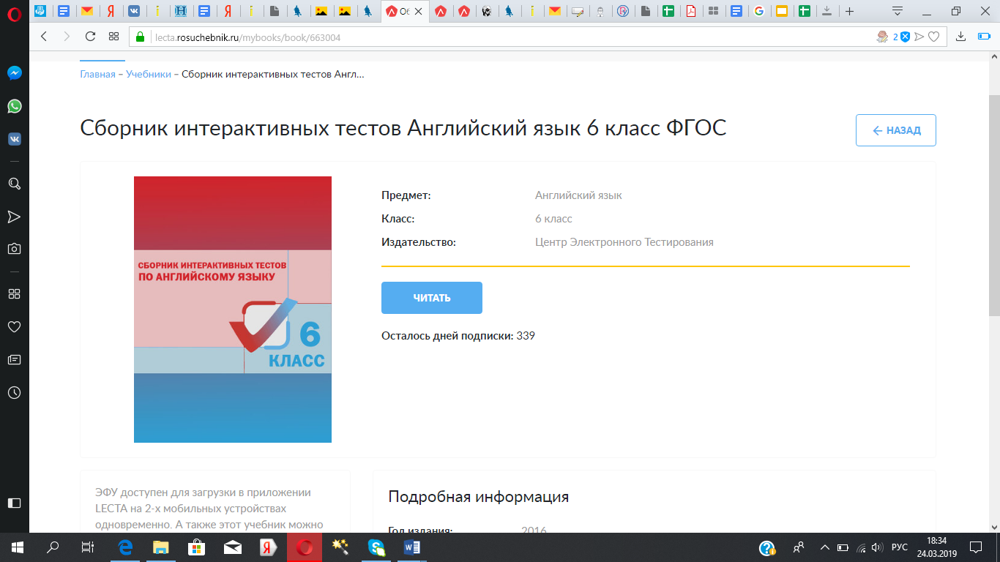 Об
lecta.rosuchebnik.ru/mybooks/book/663004
2
Главная – Учебники – Сборник интерактивных тестов Англ...
Сборник интерактивных тестов Английский язык 6 класс ФГОС
НАЗАД
СБОРНИК ИНТЕРАКТИВНЫХ ТЕСТОВ
ПО АНГЛИЙСКОМУ ЯЗЫКУ
6
КЛАСС
Предмет: Английский язык
Класс: 6 класс
Издательство: Центр Электронного Тестирования
ЧИТАТЬ
Осталось дней подписки: 339
ЭФУ доступен для загрузки в приложении
LECTA на 2-х мобильных устройствах
одновременно. А также этот учебник можно
Подробная информация
Год издания: 2016
РУС
18:34
24.03.2019